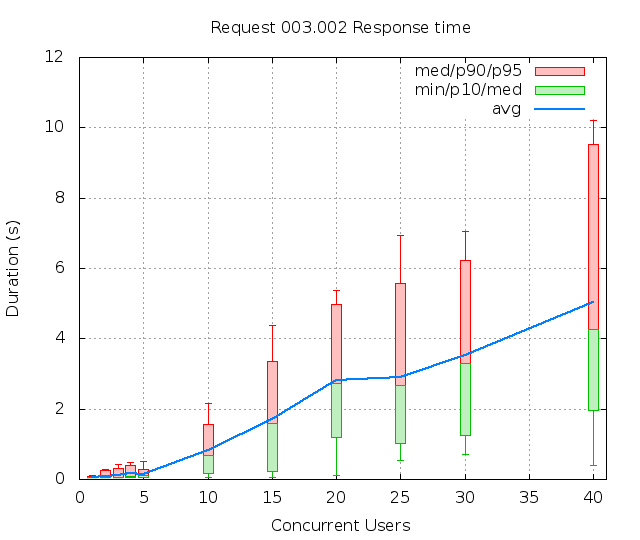 Request 003.002 Response time
med/p90/p95
min/p10/med
avg
12
10
8
6
4
2
0
Duration (s)
0 5 10 15 20 25 30 35 40
Concurrent Users